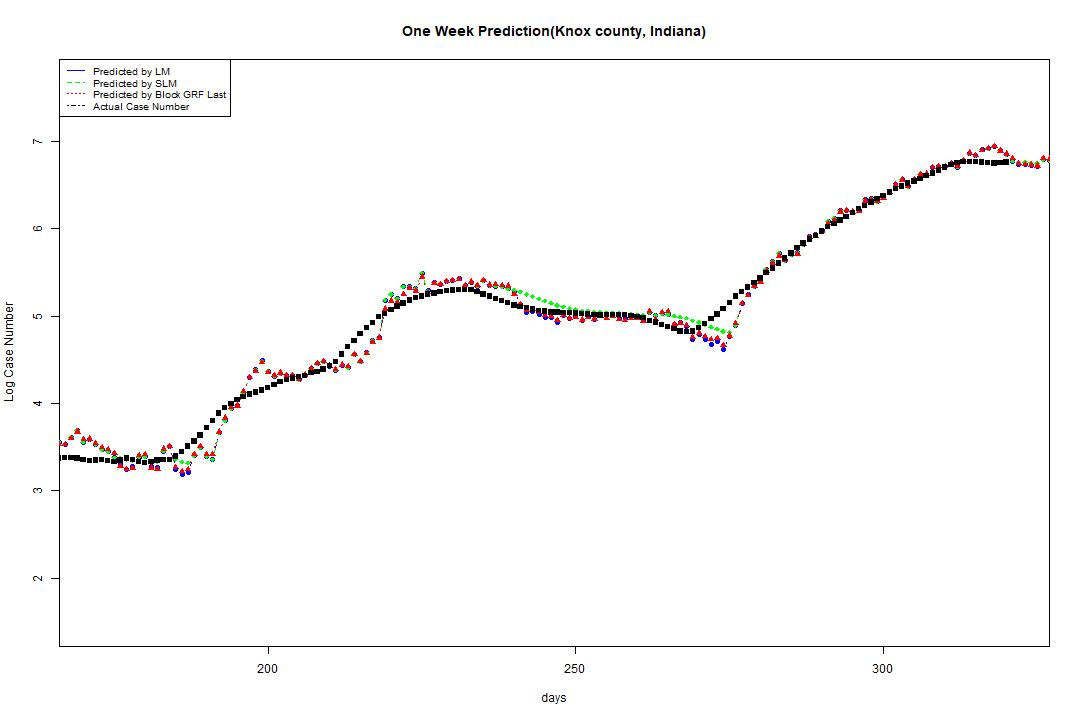 One Week Prediction(Knox county, Indiana)
Predicted by LM
Predicted by SLM
Predicted by Block GRF Last
Actual Case Number
7
6
5
4
3
2
Log Case Number
200
250
300
days